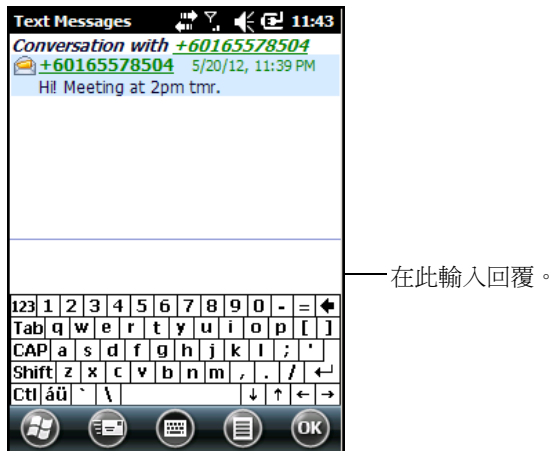 Text Messages 11:43
Conversation with +60165578504
+60165578504 5/20/12, 11:39 PM
Hi! Meeting at 2pm tmr.
在此輸入回覆。
123 1 2 3 4 5 6 7 8 9 0 - =
Tab q w e r t y u i o p [ ]
CAP a s d f g h j k l ; '
Shift z x c v b n m , . /
Ctl áü ` \ ↓ ↑ ← →
OK